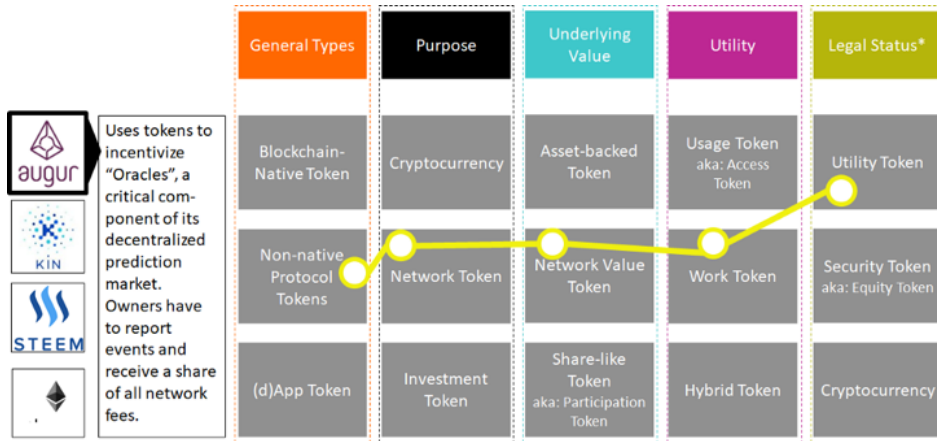 General Types
Purpose
Underlying
Value
Utility
Legal Status*
augur
KIN
STEEM
Uses tokens to
incentivize
“Oracles”, a
critical com-
ponent of its
decentralized
prediction
market.
Owners have
to report
events and
receive a share
of all network
fees.
Blockchain-
Native Token
Cryptocurrency
Asset-backed
Token
Usage Token
aka: Access
Token
Utility Token
Non-native
Protocol
Tokens
Network Token
Network Value
Token
Work Token
Security Token
aka: Equity Token
(d)App Token
Investment
Token
Share-like
Token
aka: Participation Token
Hybrid Token
Cryptocurrency